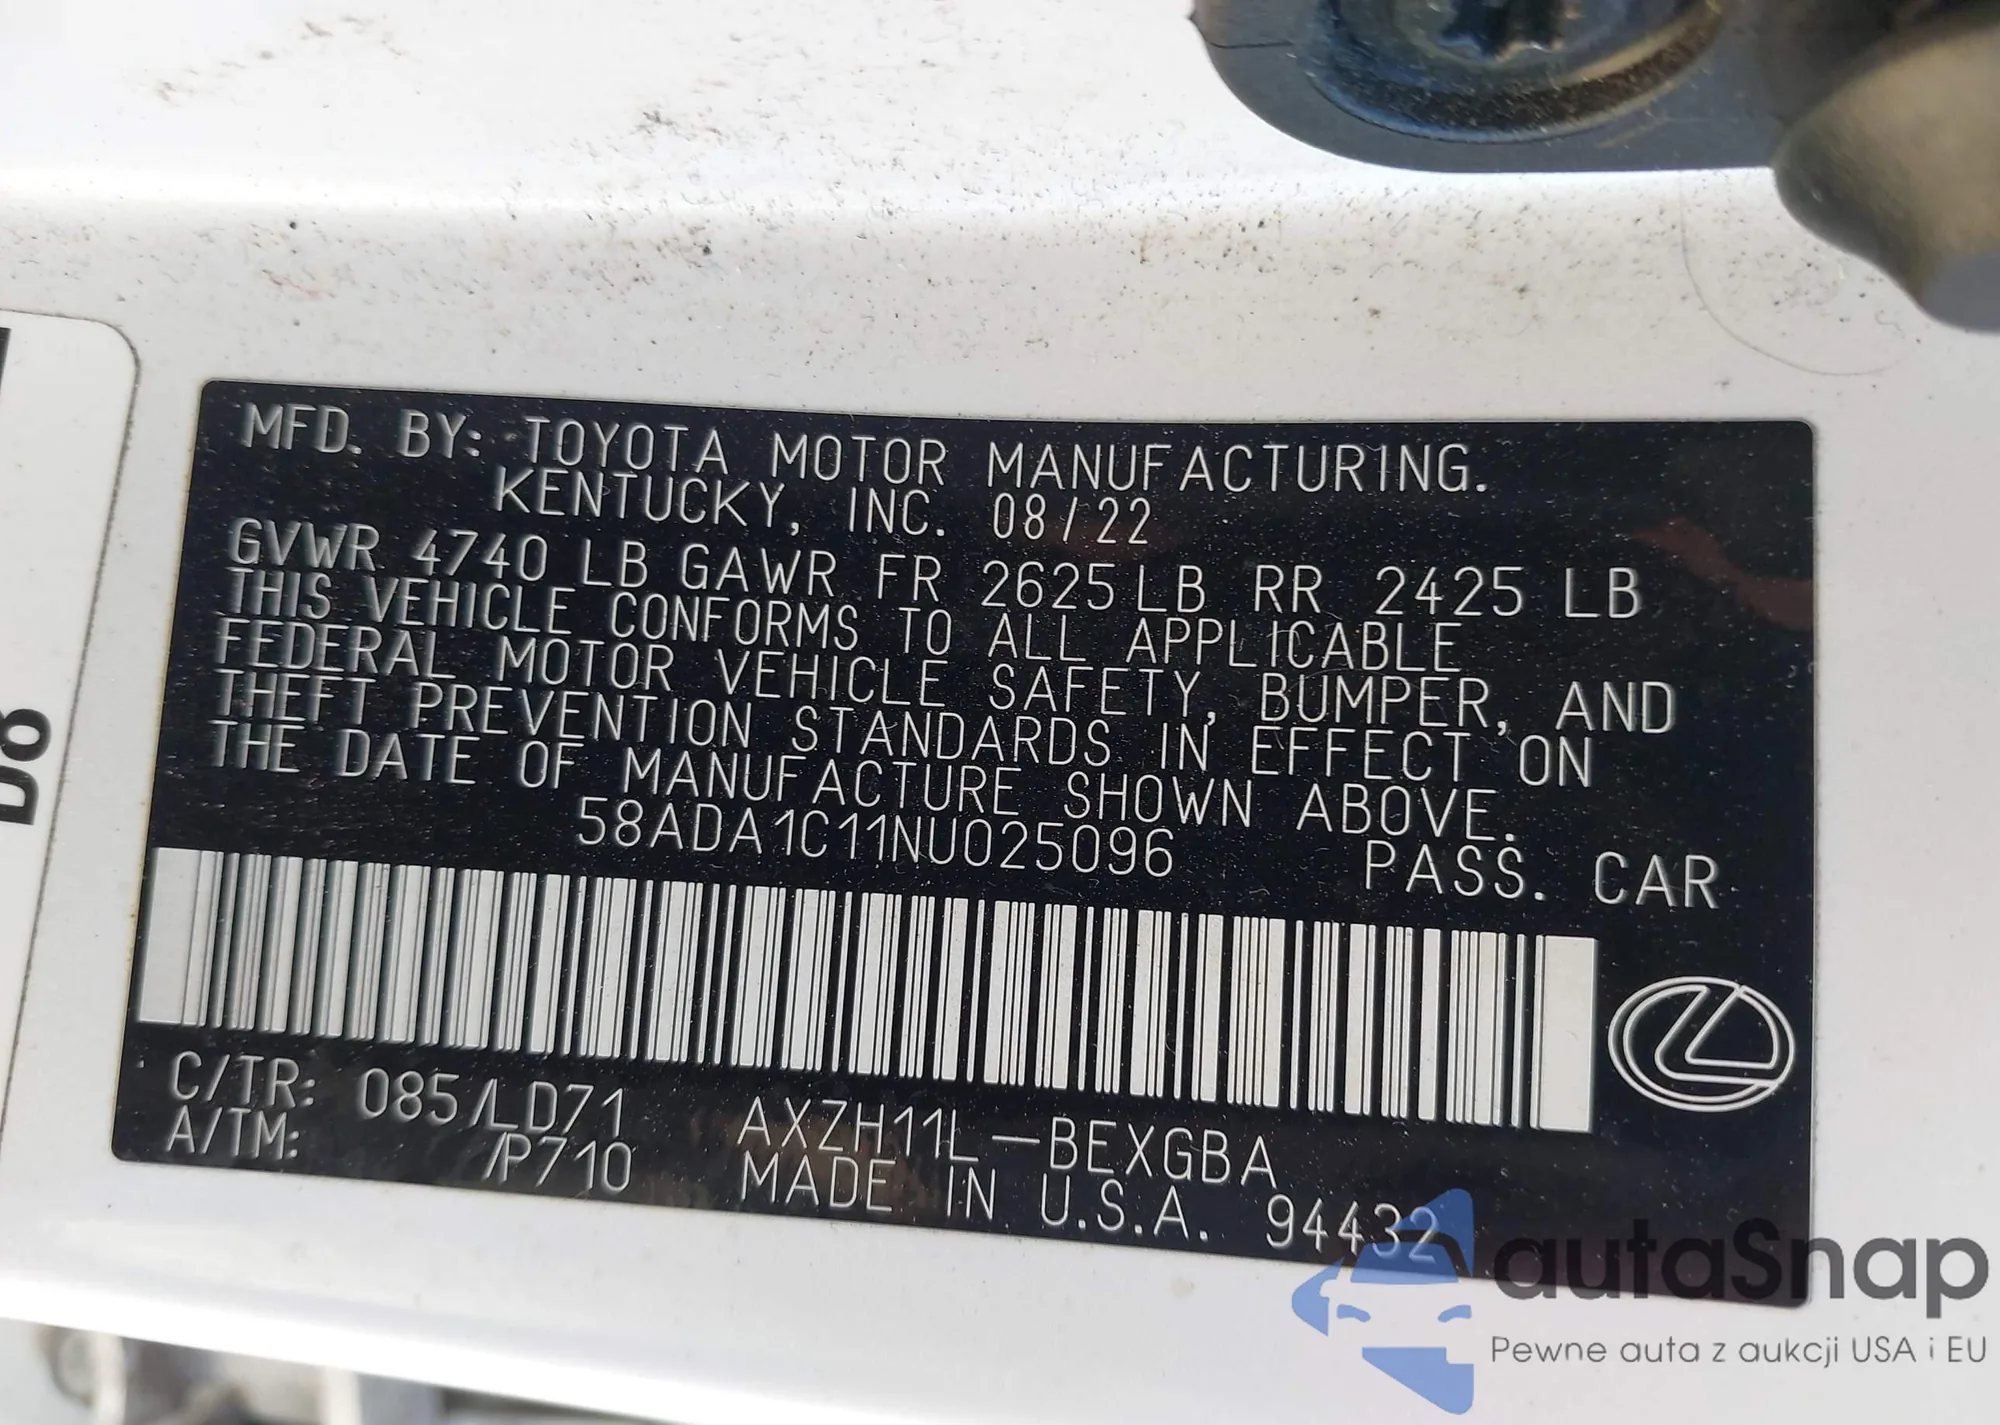 MFD. BY: TOYOTA MOTOR MANUFACTURING.
KENTUCKY, INC. 08/22
GVWR 4740 LB GAWR FR 2625 LB RR 2425 LB
THIS VEHICLE CONFORMS TO ALL APPLICABLE
FEDERAL MOTOR VEHICLE SAFETY, BUMPER, AND
THEFT PREVENTION STANDARDS IN EFFECT ON
THE DATE OF MANUFACTURE SHOWN ABOVE.
58ADA1C11NU025096 PASS. CAR
C/TR: 085/LD71 AXZH11L-BEXGBA
A/TM: /P710 MADE IN U.S.A. 94432
D8
autaSnap
Pewne auta z aukcji USA i EU